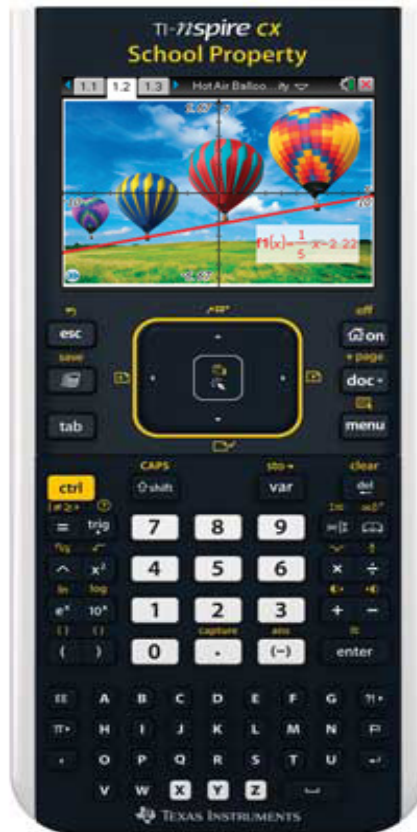 TI-nspire cx
School Property
1.1 1.2 1.3 Hot Air Balloo...ity
f1(x)=1/5 x-2.22
off
esc on
save +page
doc
tab menu
CAPS sto→ clear
ctrl shift var del
= trig 7 8 9
^ x² 4 5 6 × ÷
ln log
eˣ 10ˣ 1 2 3 + −
capture ans
( ) 0 . (−) enter
EE A B C D E F G ?!
H I J K L M N
O P Q R S T U
V W X Y Z
TEXAS INSTRUMENTS